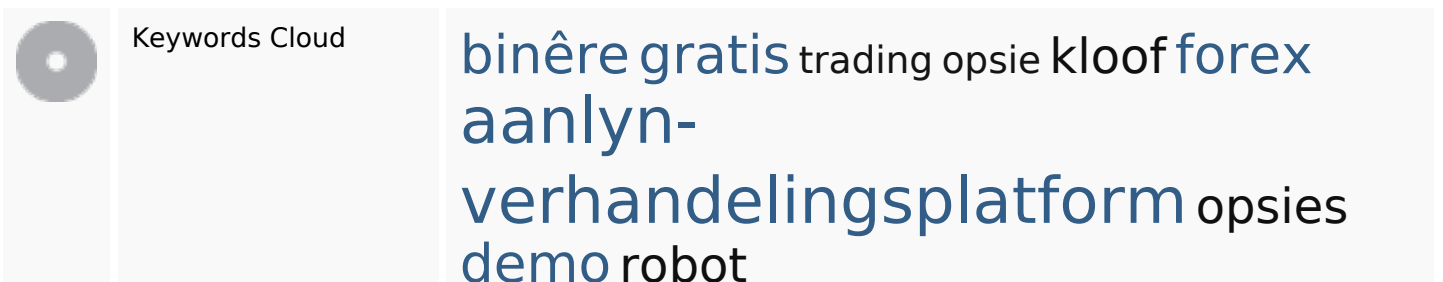 Keywords Cloud
binêre gratis trading opsie kloof forex
aanlyn-
verhandelingsplatform opsies
demo robot